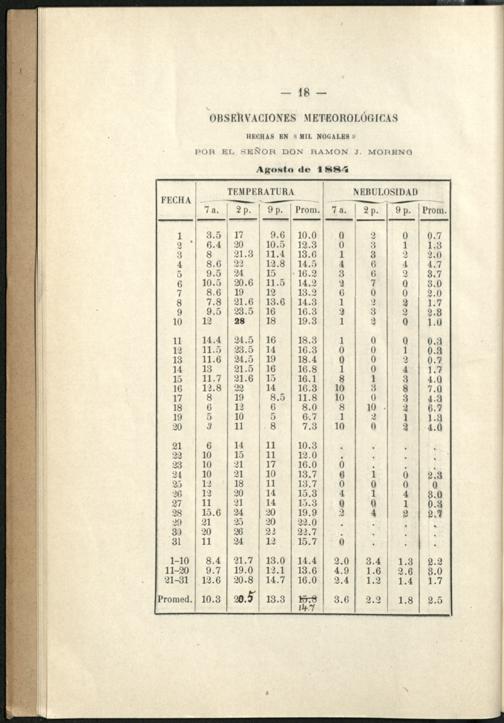 — 18 —
OBSERVACIONES METEOROLÓGICAS
HECHAS EN «MIL NOGALES»
POR EL SEÑOR DON RAMON J. MORENO
Agosto de 1884
FECHA TEMPERATURA NEBULOSIDAD
7 a. 2 p. 9 p. Prom. 7 a. 2 p. 9 p. Prom.
1 3.5 17 9.6 10.0 0 2 0 0.7
2 6.4 20 10.5 12.3 0 3 1 1.3
3 8 21.3 11.4 13.6 1 3 2 2.0
4 8.6 22 12.8 14.5 4 6 4 4.7
5 9.5 24 15 16.2 3 6 2 3.7
6 10.5 20.6 11.5 14.2 2 7 0 3.0
7 8.6 19 12 13.2 6 0 0 2.0
8 7.8 21.6 13.6 14.3 1 2 2 1.7
9 9.5 23.5 16 16.3 2 3 2 2.3
10 12 28 18 19.3 1 2 0 1.0
11 14.4 24.5 16 18.3 1 0 0 0.3
12 11.5 23.5 14 16.3 0 0 1 0.3
13 11.6 24.5 19 18.4 0 0 2 0.7
14 13 21.5 16 16.8 1 0 4 1.7
15 11.7 21.6 15 16.1 8 1 3 4.0
16 12.8 22 14 16.3 10 3 8 7.0
17 8 19 8.5 11.8 10 0 3 4.3
18 6 12 6 8.0 8 10 2 6.7
19 5 10 5 6.7 1 2 1 1.3
20 3 11 8 7.3 10 0 2 4.0
21 6 14 11 10.3 . . . .
22 10 15 11 12.0 . . . .
23 10 21 17 16.0 0 . . .
24 10 21 10 13.7 6 1 0 2.3
25 12 18 11 13.7 0 0 0 0
26 12 20 14 15.3 4 1 4 3.0
27 11 21 14 15.3 0 0 1 0.3
28 15.6 24 20 19.9 2 4 2 2.7
29 21 25 20 22.0 . . . .
30 20 26 22 22.7 . . . .
31 11 24 12 15.7 0 . . .
1-10 8.4 21.7 13.0 14.4 2.0 3.4 1.3 2.2
11-20 9.7 19.0 12.1 13.6 4.9 1.6 2.6 3.0
21-31 12.6 20.8 14.7 16.0 2.4 1.2 1.4 1.7
Promed. 10.3 20.5 13.3 15.8 3.6 2.2 1.8 2.5
14.7